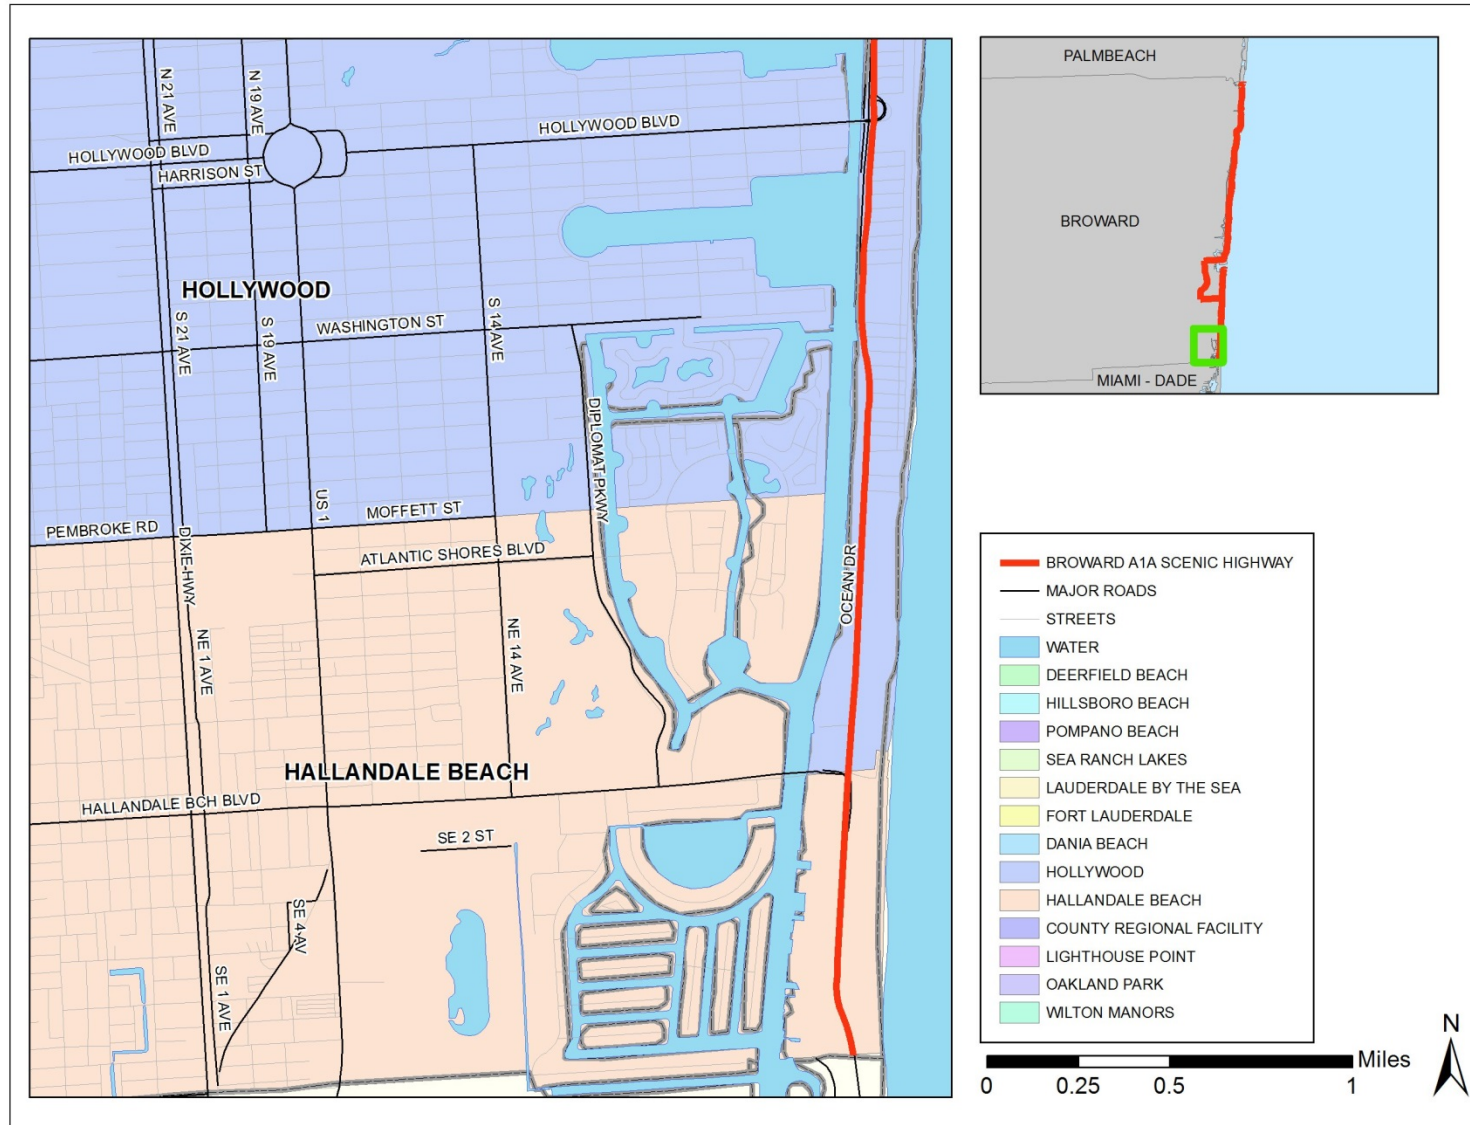 N 21 AVE
N 19 AVE
HOLLYWOOD BLVD
HOLLYWOOD BLVD
HARRISON ST
HOLLYWOOD
S 21 AVE
S 19 AVE
WASHINGTON ST
S 14 AVE
DIPLOMAT PKWY
US 1
MOFFETT ST
PEMBROKE RD
DIXIE HWY
ATLANTIC SHORES BLVD
OCEAN DR
NE 1 AVE
NE 14 AVE
HALLANDALE BEACH
HALLANDALE BCH BLVD
SE 2 ST
SE 4 AV
SE 1 AVE
PALMBEACH
BROWARD
MIAMI - DADE
BROWARD A1A SCENIC HIGHWAY
MAJOR ROADS
STREETS
WATER
DEERFIELD BEACH
HILLSBORO BEACH
POMPANO BEACH
SEA RANCH LAKES
LAUDERDALE BY THE SEA
FORT LAUDERDALE
DANIA BEACH
HOLLYWOOD
HALLANDALE BEACH
COUNTY REGIONAL FACILITY
LIGHTHOUSE POINT
OAKLAND PARK
WILTON MANORS
N
Miles
0 0.25 0.5 1